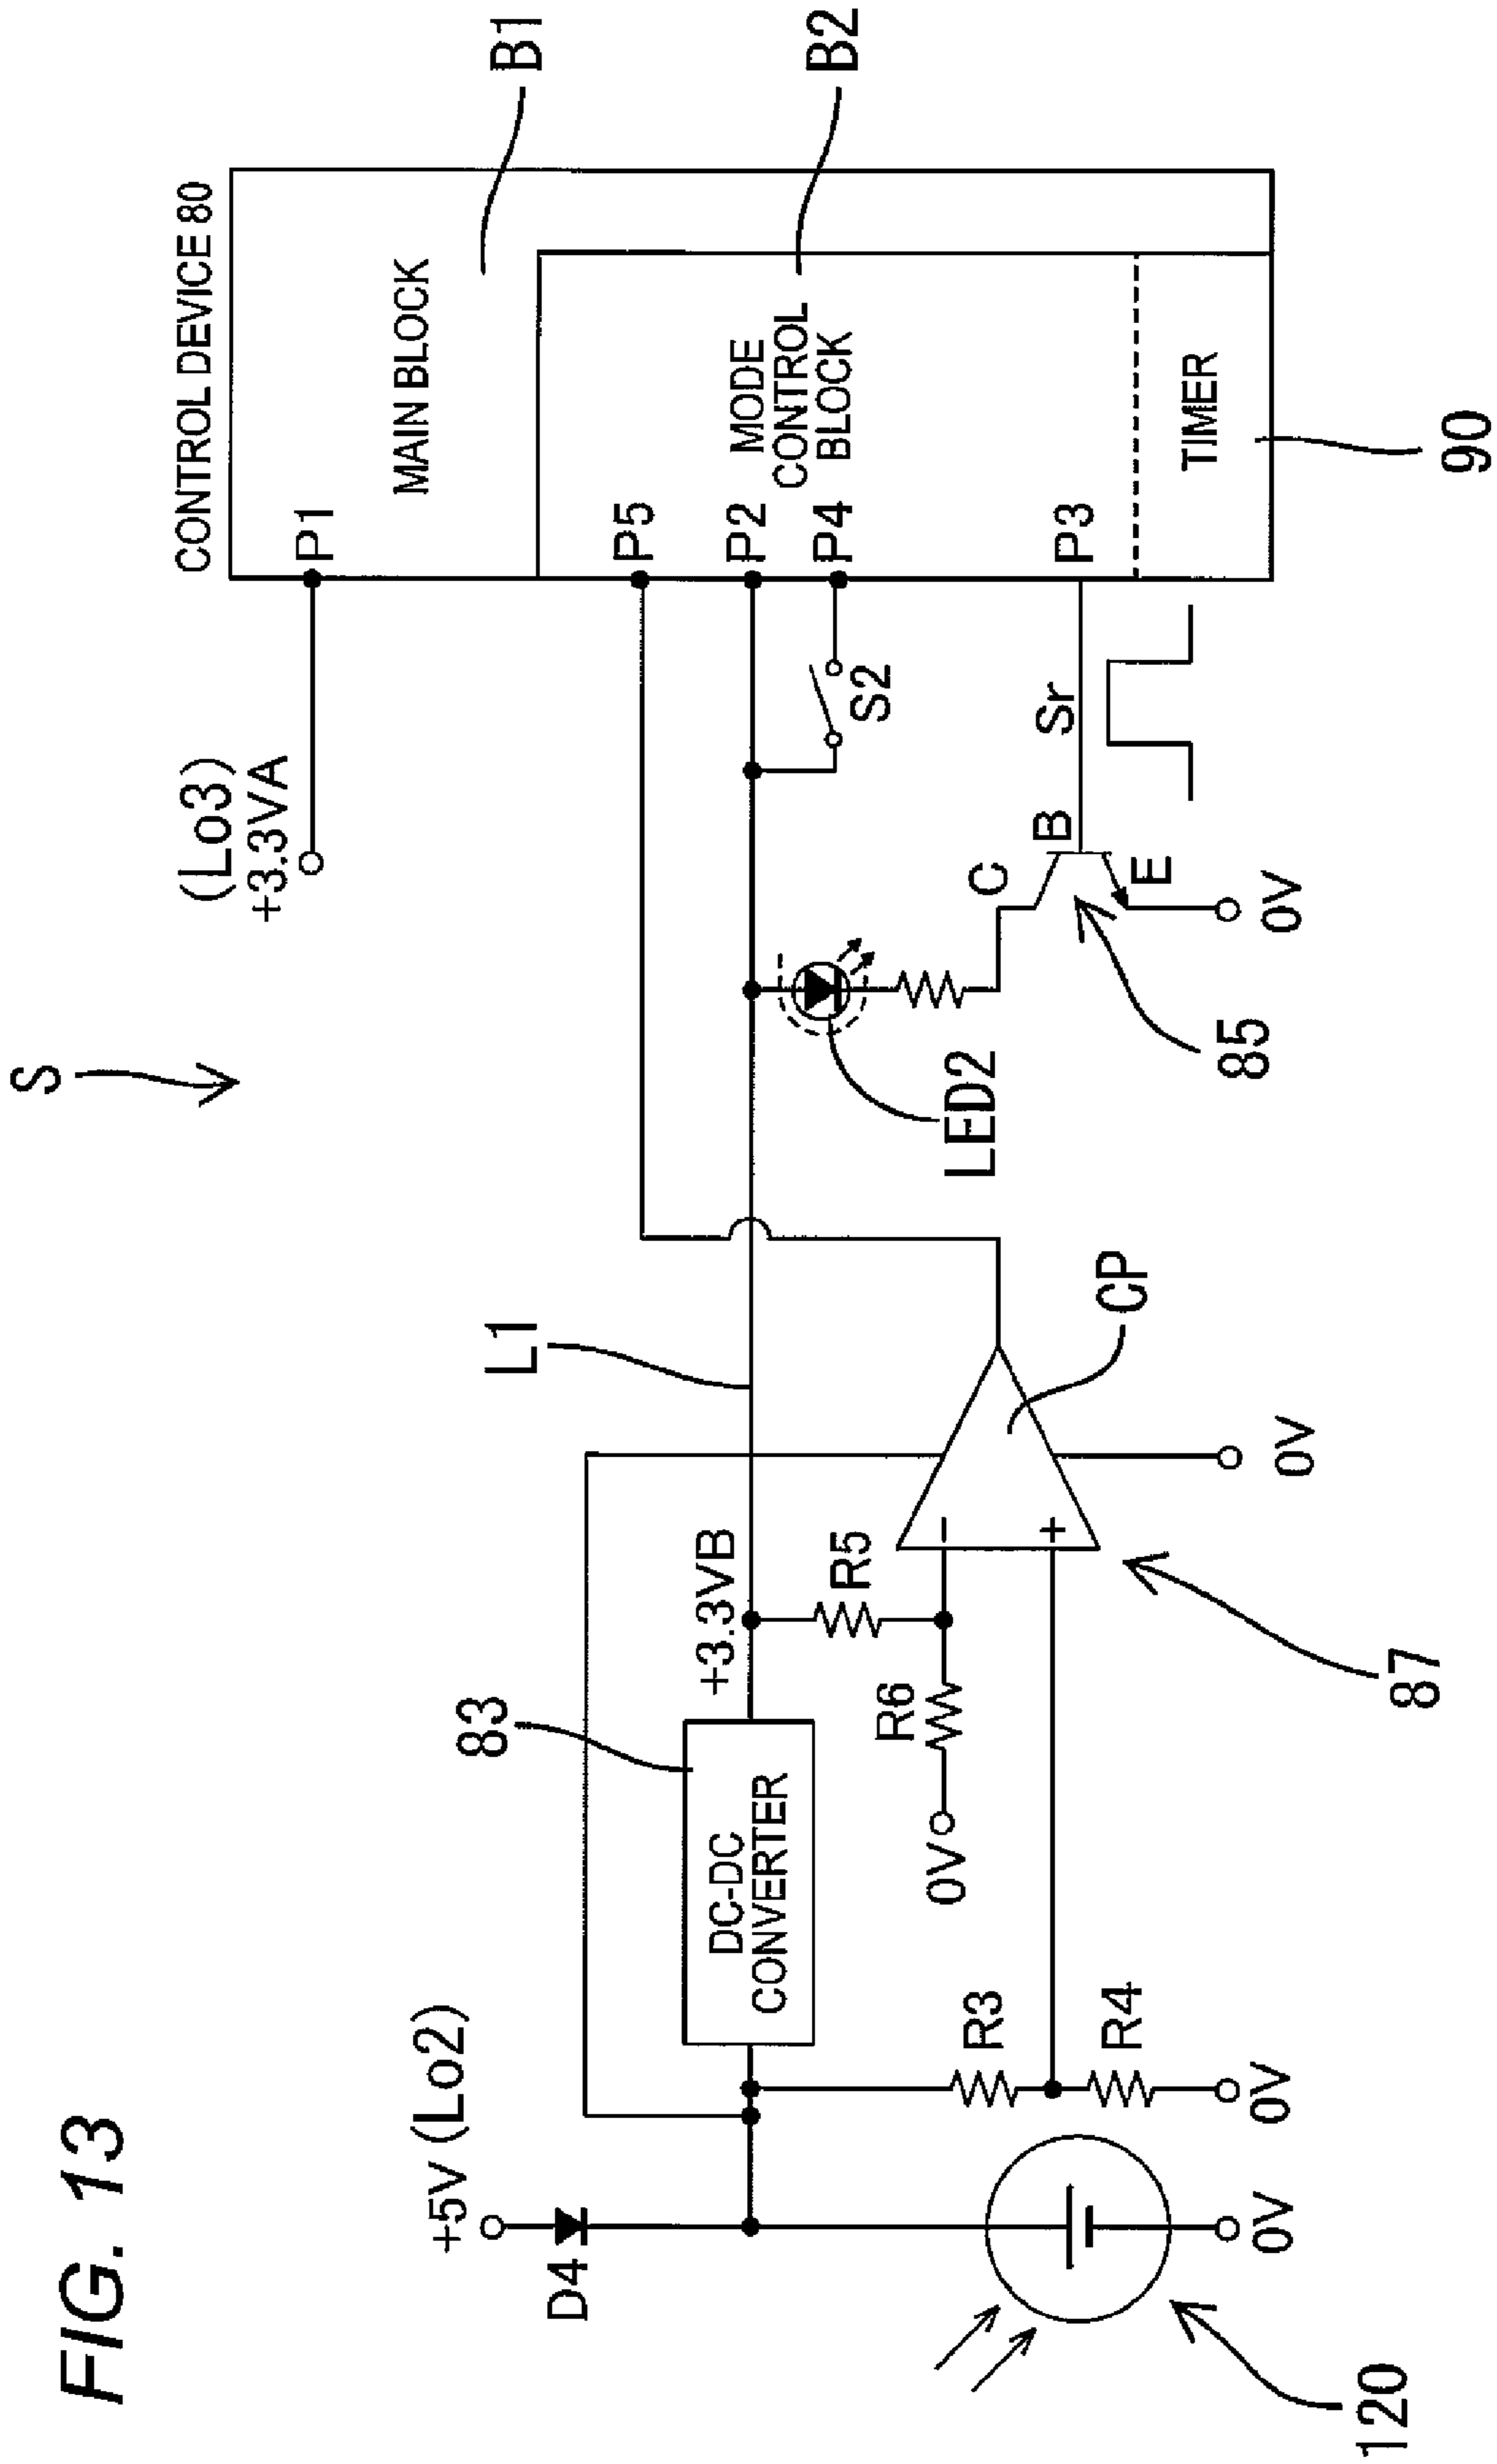 FIG. 13
S
CONTROL DEVICE 80
(Lo3)
+3.3VA
P1
MAIN BLOCK
B1
+5V (Lo2)
D4
83
DC-DC
CONVERTER
+3.3VB
L1
P5
P2
P4
P3
MODE
CONTROL
BLOCK
B2
S2
TIMER
90
Sr
C
B
E
0V
85
LED2
R5
R6
0V
−
+
CP
0V
87
R3
R4
0V
0V
120